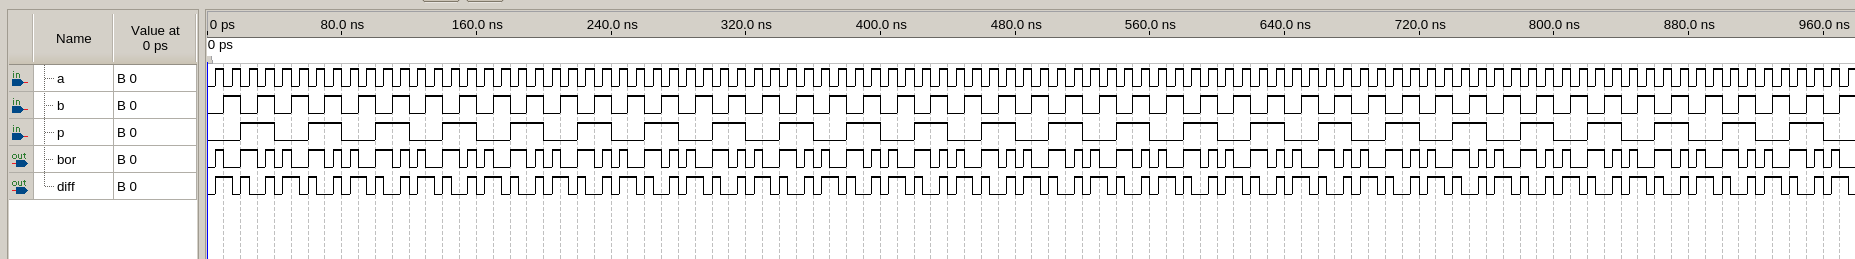 Name
Value at
0 ps
0 ps 80.0 ns 160.0 ns 240.0 ns 320.0 ns 400.0 ns 480.0 ns 560.0 ns 640.0 ns 720.0 ns 800.0 ns 880.0 ns 960.0 ns
0 ps
in a B 0
in b B 0
in p B 0
out bor B 0
out diff B 0